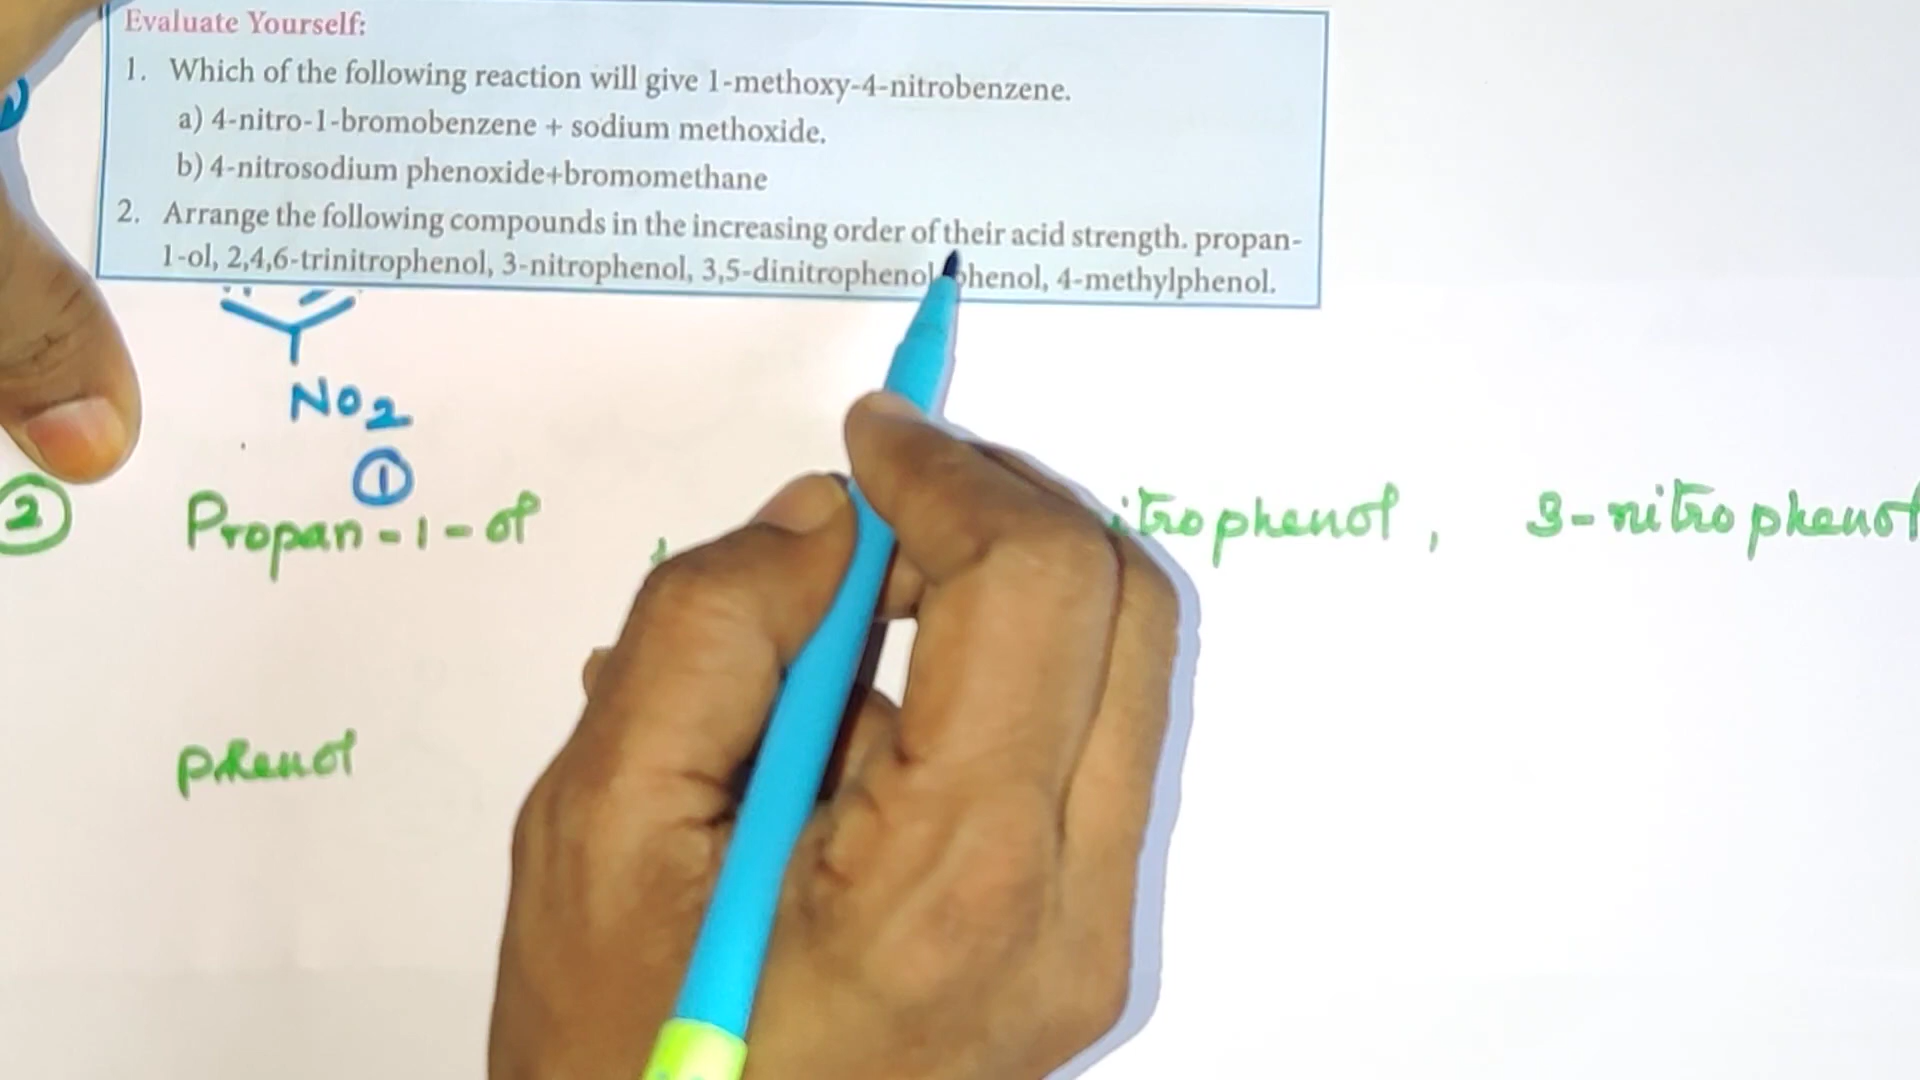 Evaluate Yourself:
1. Which of the following reaction will give 1-methoxy-4-nitrobenzene.
a) 4-nitro-1-bromobenzene + sodium methoxide.
b) 4-nitrosodium phenoxide+bromomethane
2. Arrange the following compounds in the increasing order of their acid strength. propan-
1-ol, 2,4,6-trinitrophenol, 3-nitrophenol, 3,5-dinitrophenol phenol, 4-methylphenol.
NO2
1
2 Propan-1-ol itrophenol, 3-nitrophenol
phenol